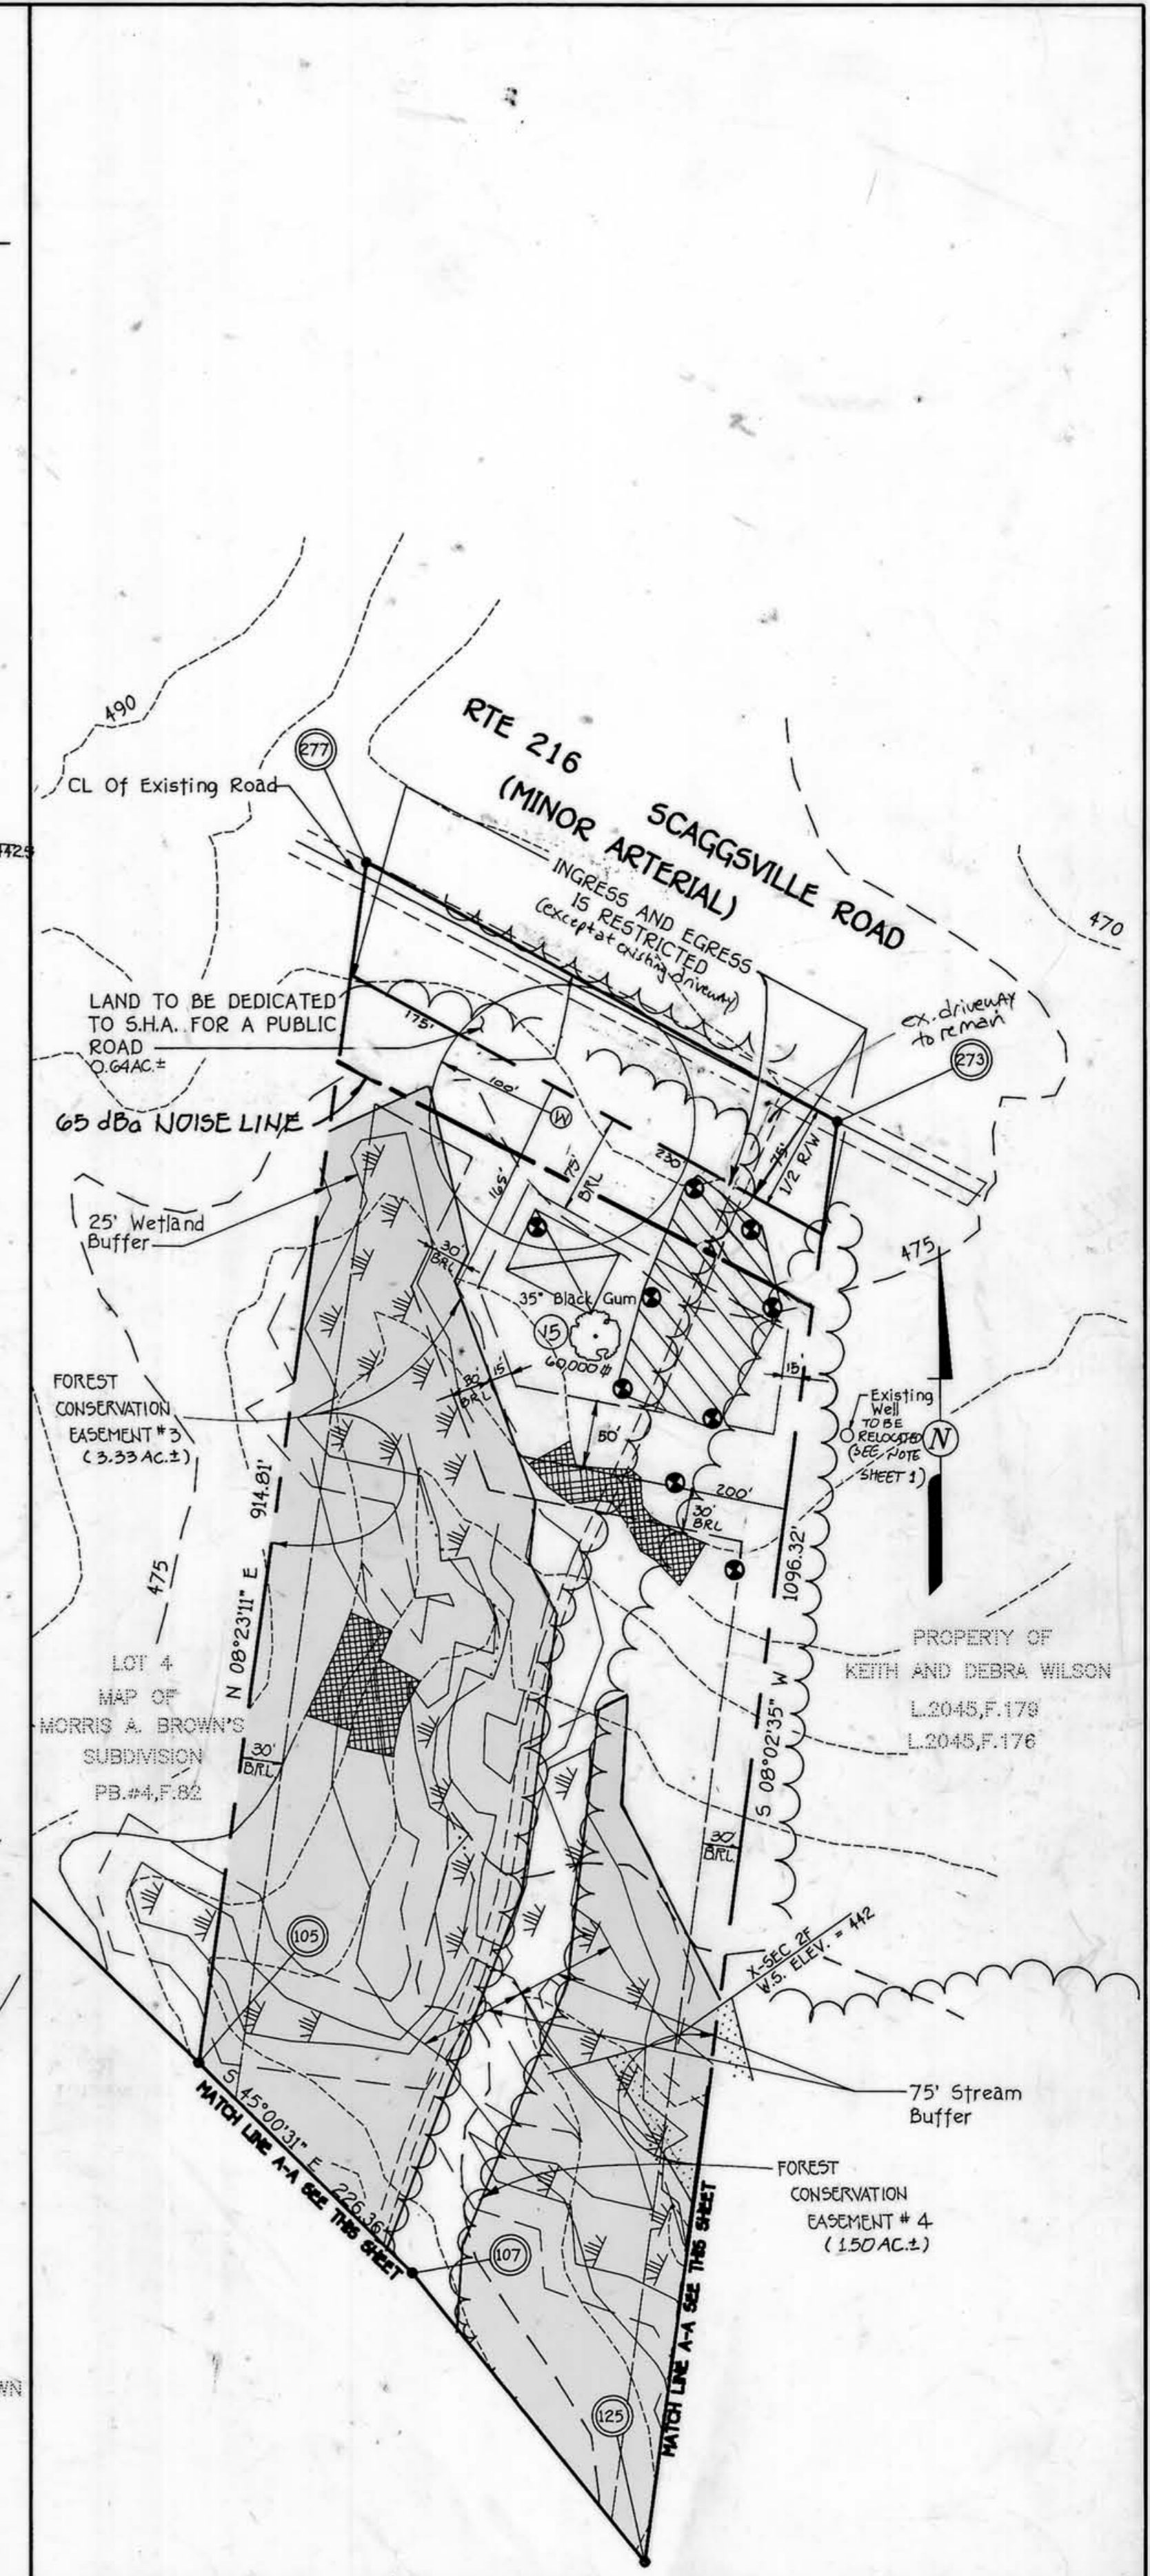 RTE 216 SCAGGSVILLE ROAD
(MINOR ARTERIAL)
INGRESS AND EGRESS
IS RESTRICTED
(except at existing driveway)
490
277
CL Of Existing Road
470
LAND TO BE DEDICATED
TO S.H.A. FOR A PUBLIC
ROAD
0.64AC.±
175'
ex. driveway
to remain
273
65 dBa NOISE LINE
100'
W
165'
75'
BRL
230'
75'
1/2 R/W
25' Wetland
Buffer
30'
BRL
475
35" Black Gum
15
60,000 ⌗
30'
BRL
15'
15'
50'
FOREST
CONSERVATION
EASEMENT #3
(3.33 AC.±)
Existing
Well
TO BE
RELOCATED
(SEE NOTE
SHEET 1)
N
200'
30'
BRL
914.81'
N 08°23'11" E
1096.32'
S 08°02'35" W
475
LOT 4
MAP OF
MORRIS A. BROWN'S
SUBDIVISION
PB.#4,F.82
PROPERTY OF
KEITH AND DEBRA WILSON
L.2045,F.179
L.2045,F.176
30'
BRL
30'
BRL
X-SEC 2F
W.S. ELEV. = 442
105
75' Stream
Buffer
S 45°00'31" E 226.36'
MATCH LINE A-A SEE THIS SHEET
FOREST
CONSERVATION
EASEMENT # 4
(1.50 AC.±)
107
MATCH LINE A-A SEE THIS SHEET
125
WN